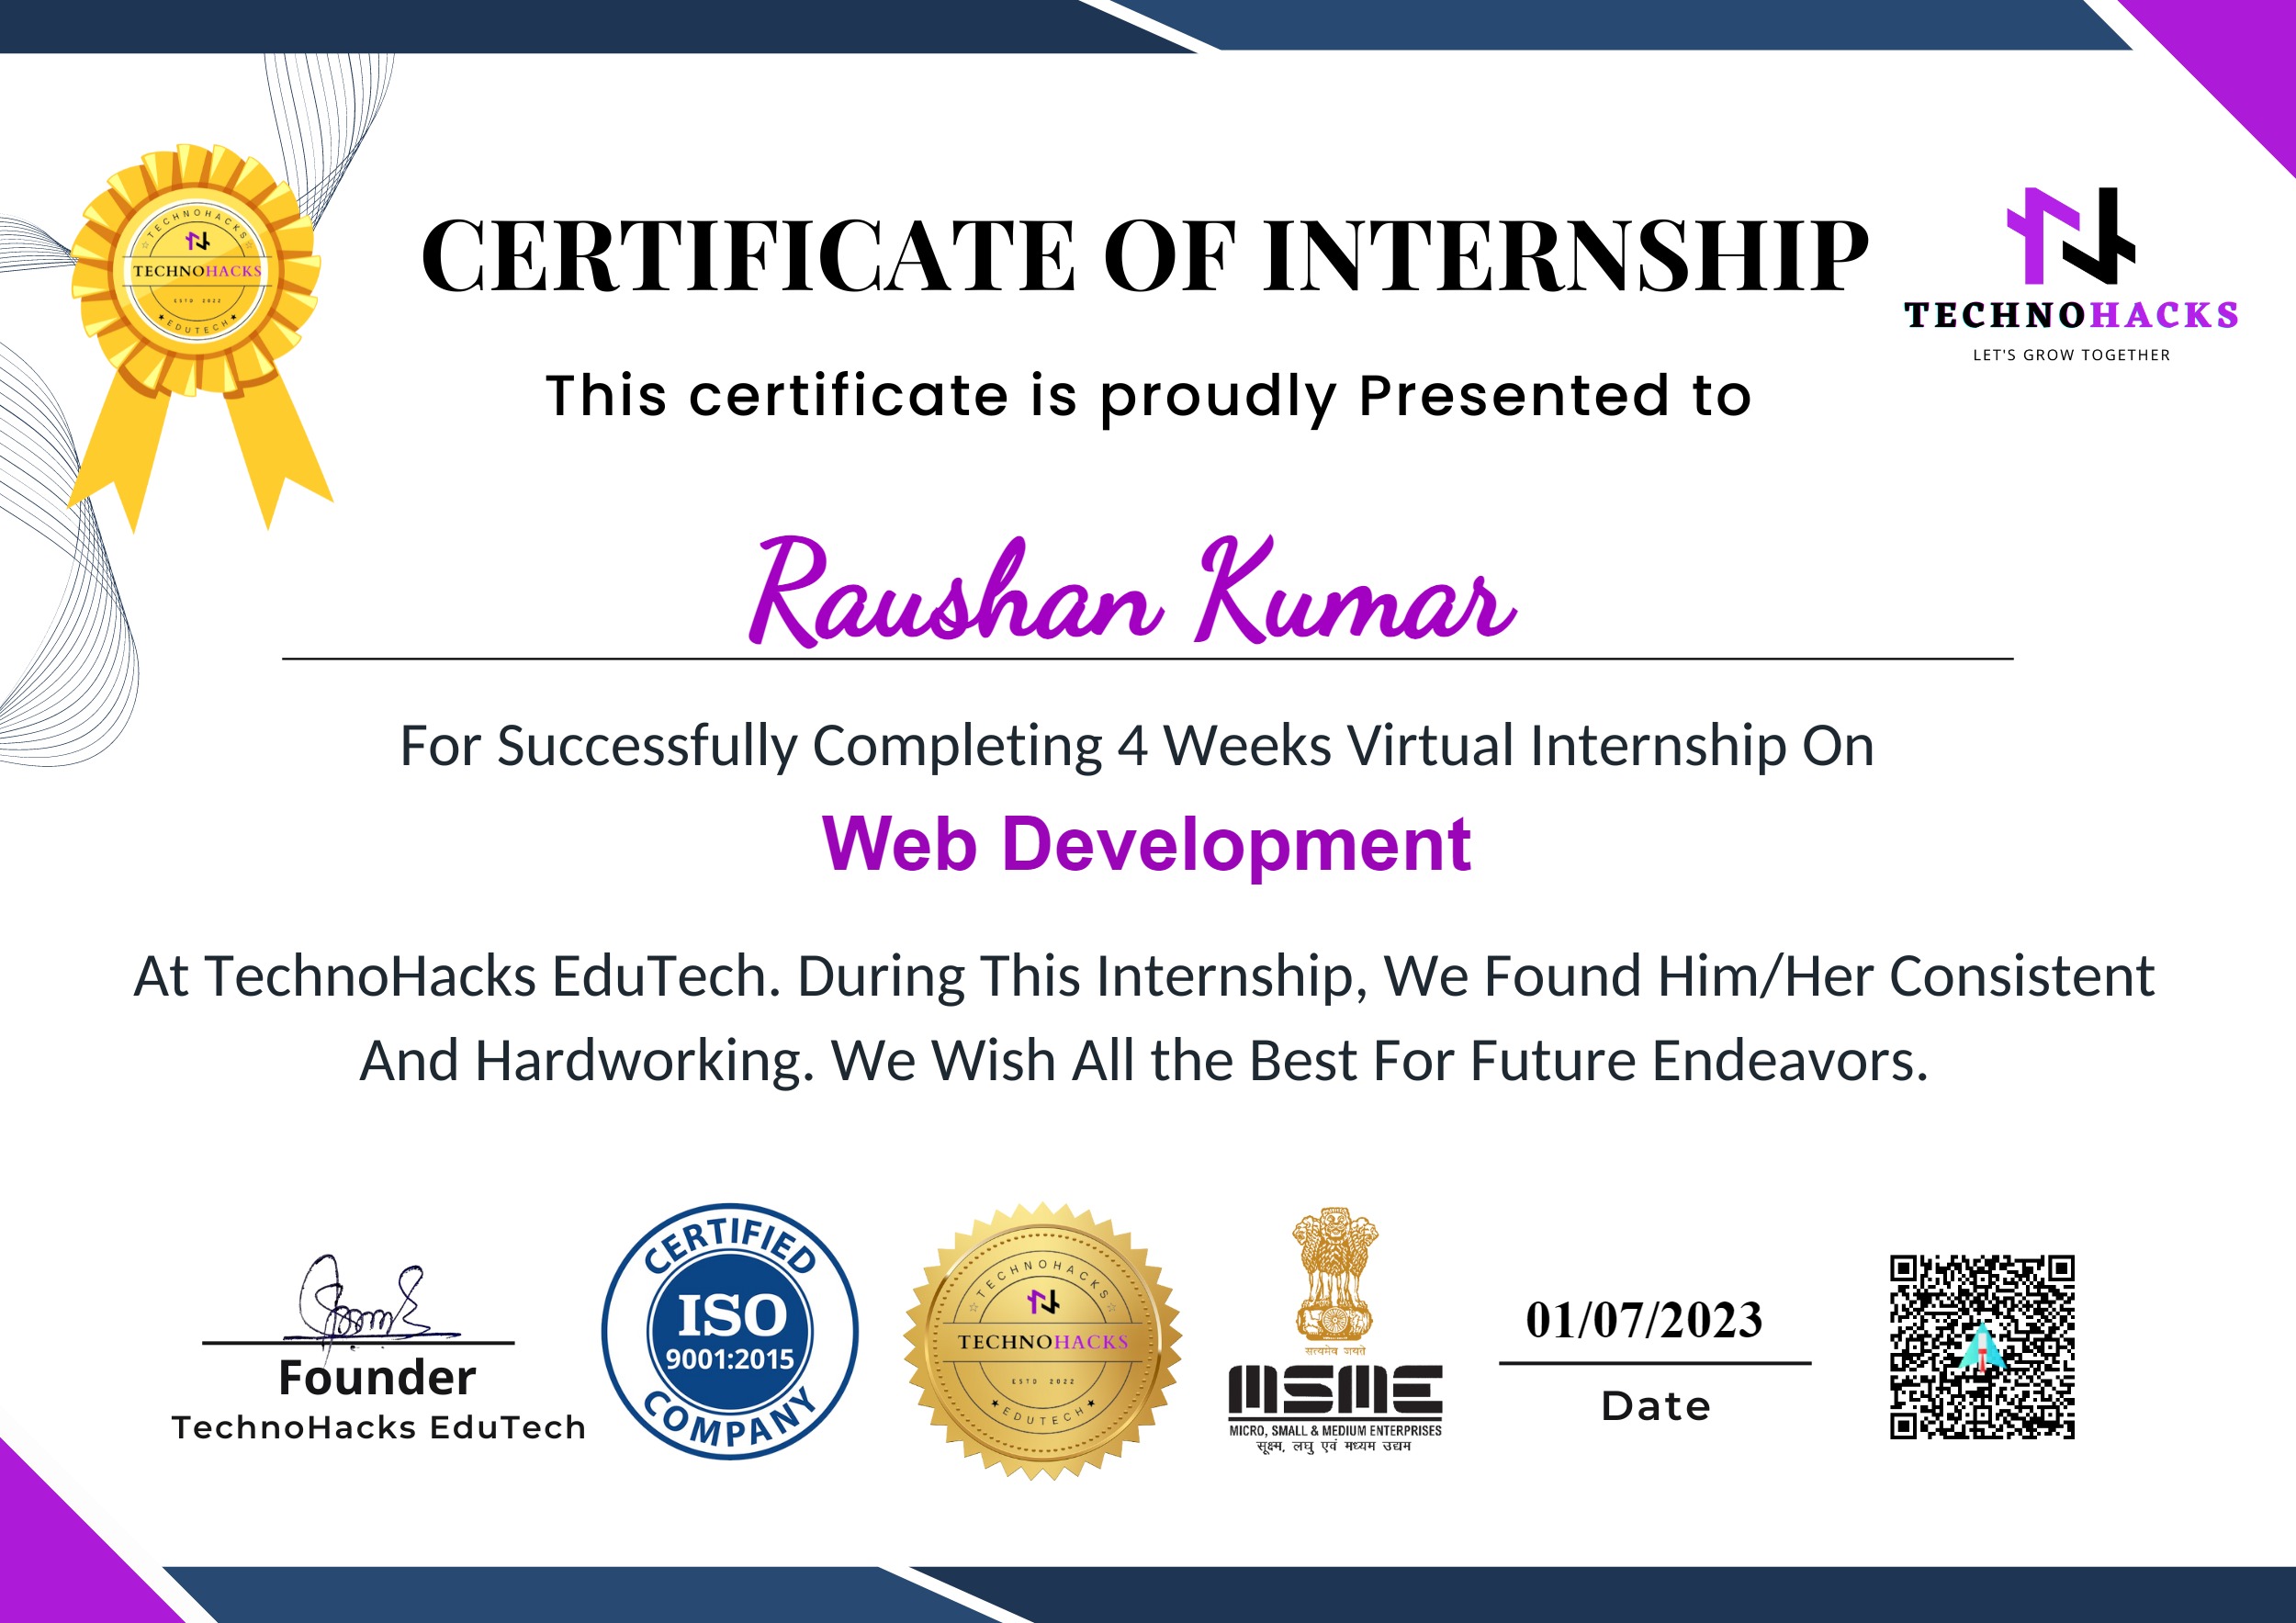 CERTIFICATE OF INTERNSHIP
TECHNOHACKS
LET'S GROW TOGETHER
TECHNOHACKS
TECHNOHACKS
ESTD 2022
EDUTECH
This certificate is proudly Presented to
Raushan Kumar
For Successfully Completing 4 Weeks Virtual Internship On
Web Development
At TechnoHacks EduTech. During This Internship, We Found Him/Her Consistent
And Hardworking. We Wish All the Best For Future Endeavors.
Founder
TechnoHacks EduTech
CERTIFIED
ISO
9001:2015
COMPANY
TECHNOHACKS
TECHNOHACKS
ESTD 2022
EDUTECH
सत्यमेव जयते
MSME
MICRO, SMALL & MEDIUM ENTERPRISES
सूक्ष्म, लघु एवं मध्यम उद्यम
01/07/2023
Date